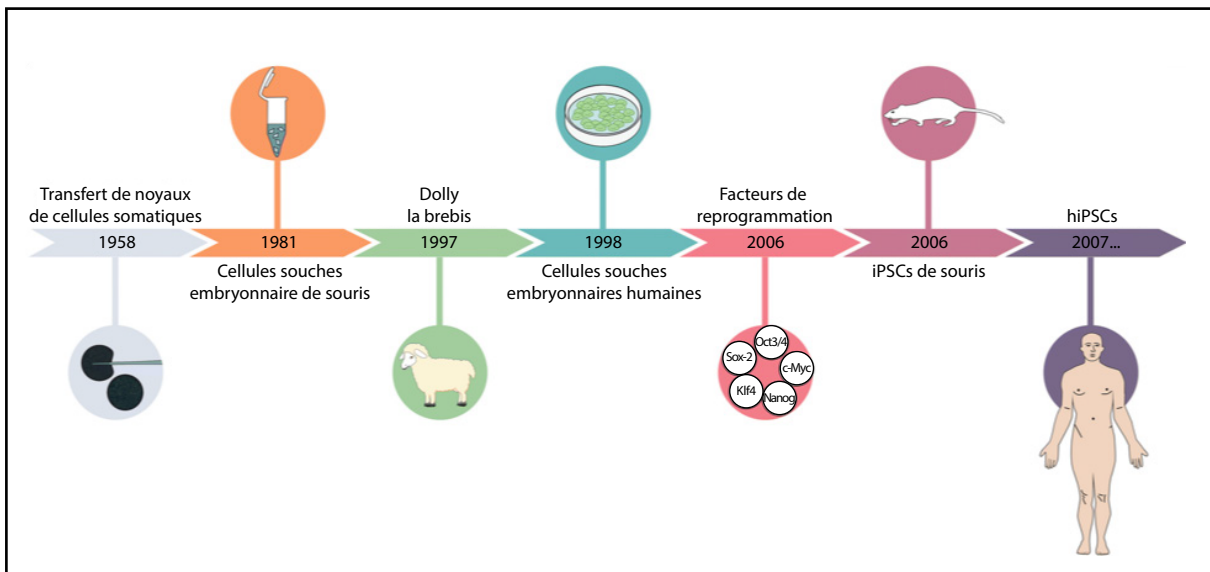 Transfert de noyaux
de cellules somatiques
1958
1981
Cellules souches
embryonnaire de souris
Dolly
la brebis
1997
1998
Cellules souches
embryonnaires humaines
Facteurs de
reprogrammation
2006
Oct3/4
Sox-2
c-Myc
Klf4
Nanog
2006
iPSCs de souris
hiPSCs
2007...